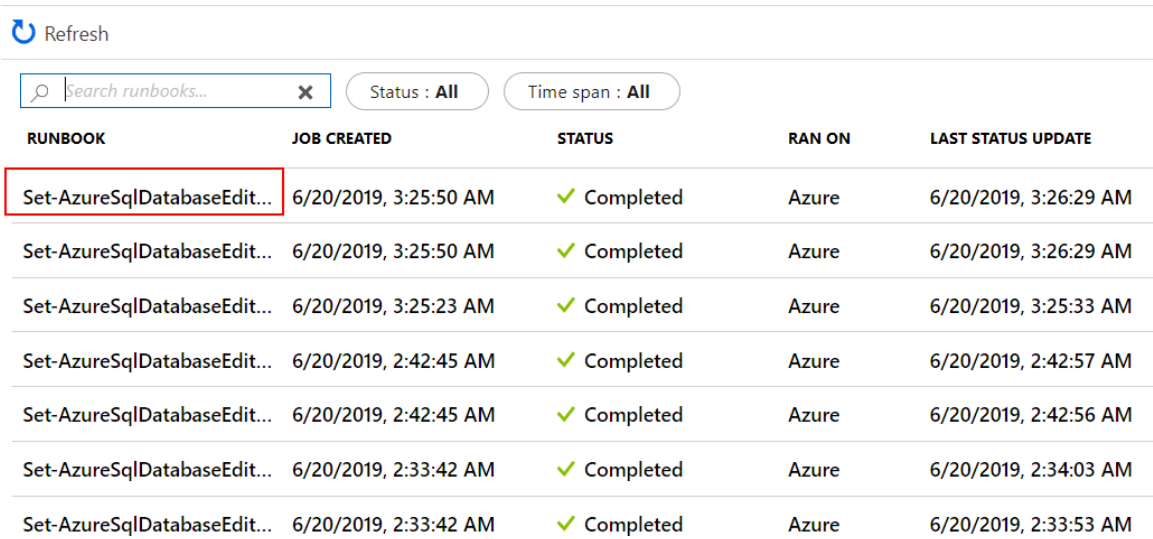 Refresh
Search runbooks... Status : All Time span : All
RUNBOOK JOB CREATED STATUS RAN ON LAST STATUS UPDATE
Set-AzureSqlDatabaseEdit... 6/20/2019, 3:25:50 AM Completed Azure 6/20/2019, 3:26:29 AM
Set-AzureSqlDatabaseEdit... 6/20/2019, 3:25:50 AM Completed Azure 6/20/2019, 3:26:29 AM
Set-AzureSqlDatabaseEdit... 6/20/2019, 3:25:23 AM Completed Azure 6/20/2019, 3:25:33 AM
Set-AzureSqlDatabaseEdit... 6/20/2019, 2:42:45 AM Completed Azure 6/20/2019, 2:42:57 AM
Set-AzureSqlDatabaseEdit... 6/20/2019, 2:42:45 AM Completed Azure 6/20/2019, 2:42:56 AM
Set-AzureSqlDatabaseEdit... 6/20/2019, 2:33:42 AM Completed Azure 6/20/2019, 2:34:03 AM
Set-AzureSqlDatabaseEdit... 6/20/2019, 2:33:42 AM Completed Azure 6/20/2019, 2:33:53 AM